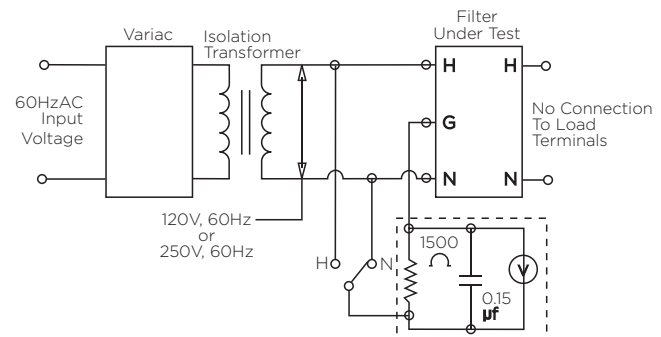 Variac
Isolation
Transformer
Filter
Under Test
60HzAC
Input
Voltage
H
H
G
N
N
No Connection
To Load
Terminals
120V, 60Hz
or
250V, 60Hz
H
N
1500
V
0.15
µf